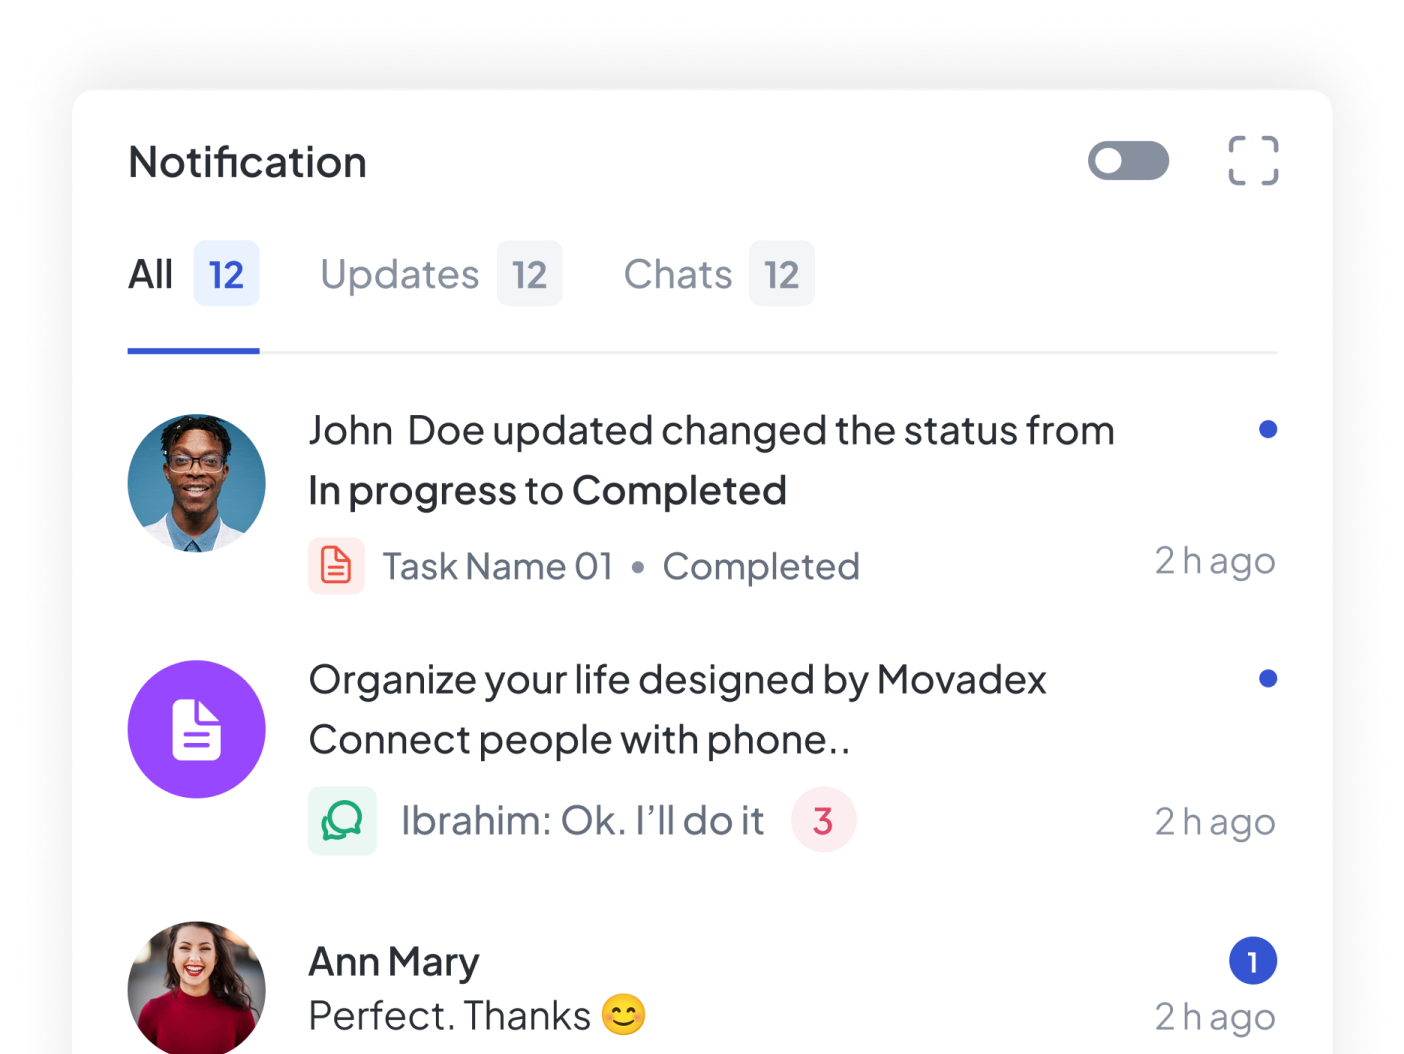 Notification
All 12 Updates 12 Chats 12
John Doe updated changed the status from
In progress to Completed
Task Name 01 • Completed 2 h ago
Organize your life designed by Movadex
Connect people with phone..
Ibrahim: Ok. I’ll do it 3 2 h ago
Ann Mary 1
Perfect. Thanks 😊 2 h ago